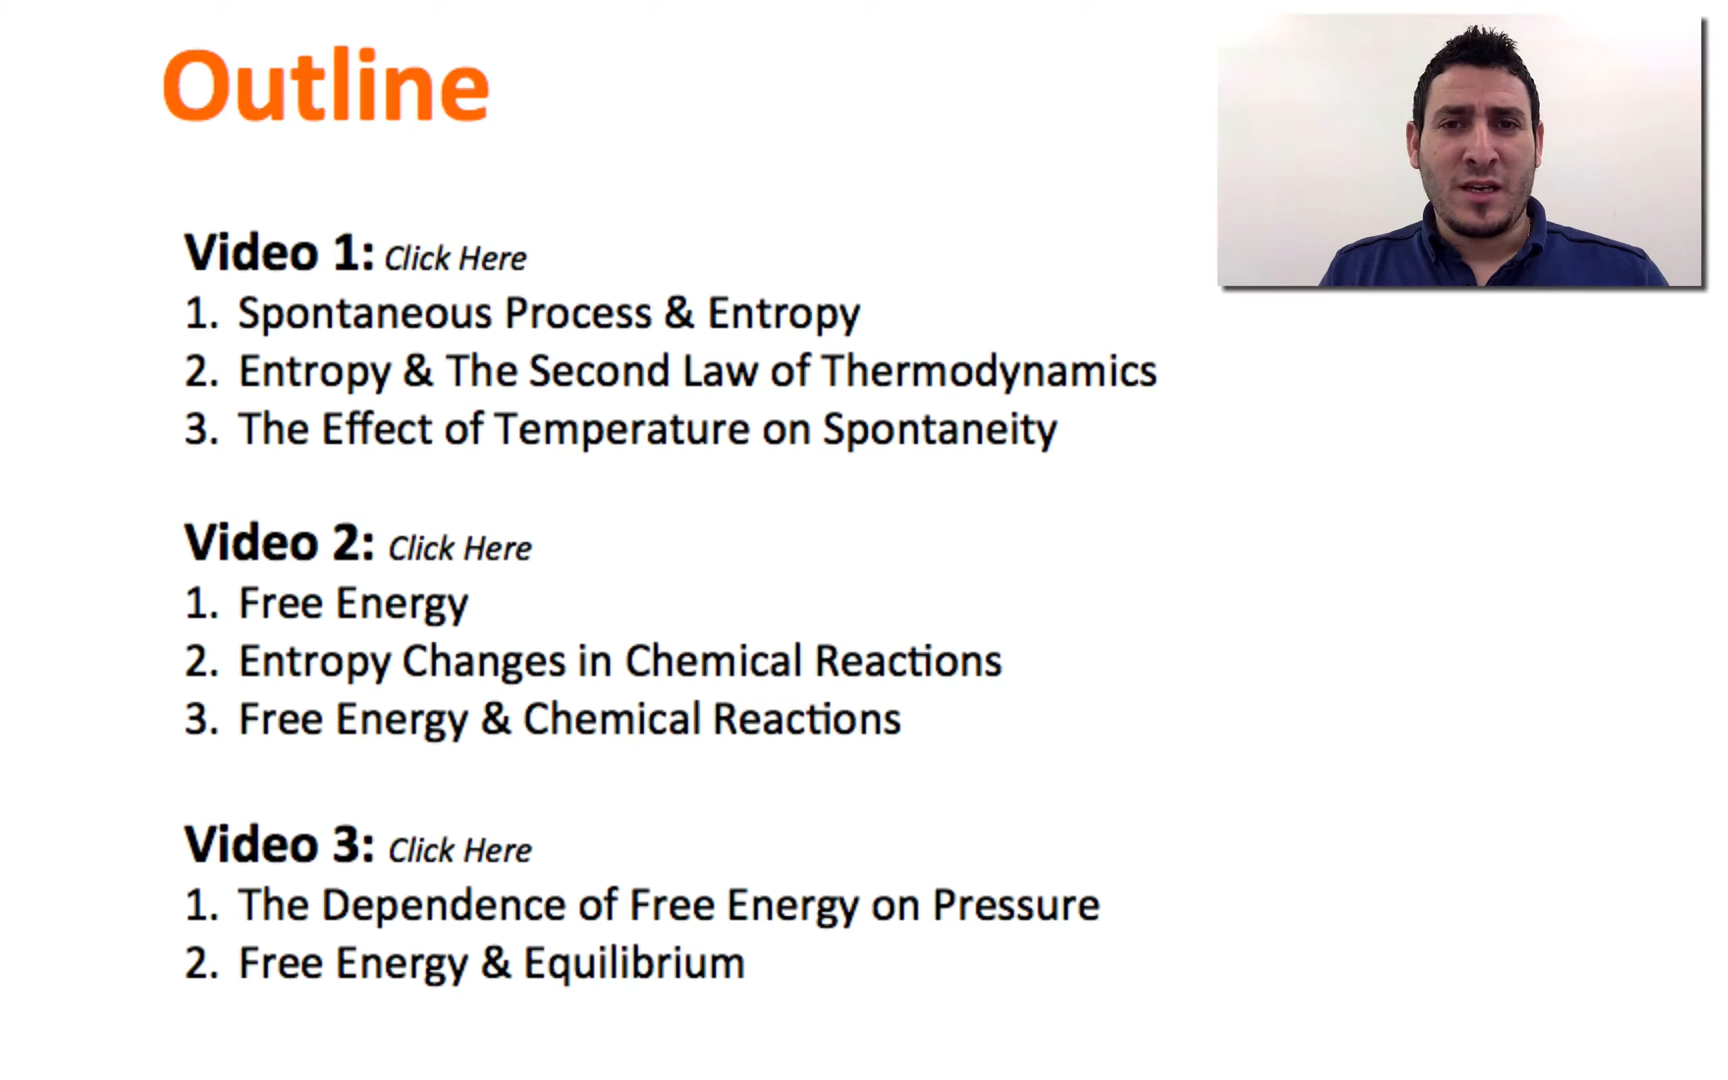 Outline
Video 1: Click Here
1. Spontaneous Process & Entropy
2. Entropy & The Second Law of Thermodynamics
3. The Effect of Temperature on Spontaneity
Video 2: Click Here
1. Free Energy
2. Entropy Changes in Chemical Reactions
3. Free Energy & Chemical Reactions
Video 3: Click Here
1. The Dependence of Free Energy on Pressure
2. Free Energy & Equilibrium